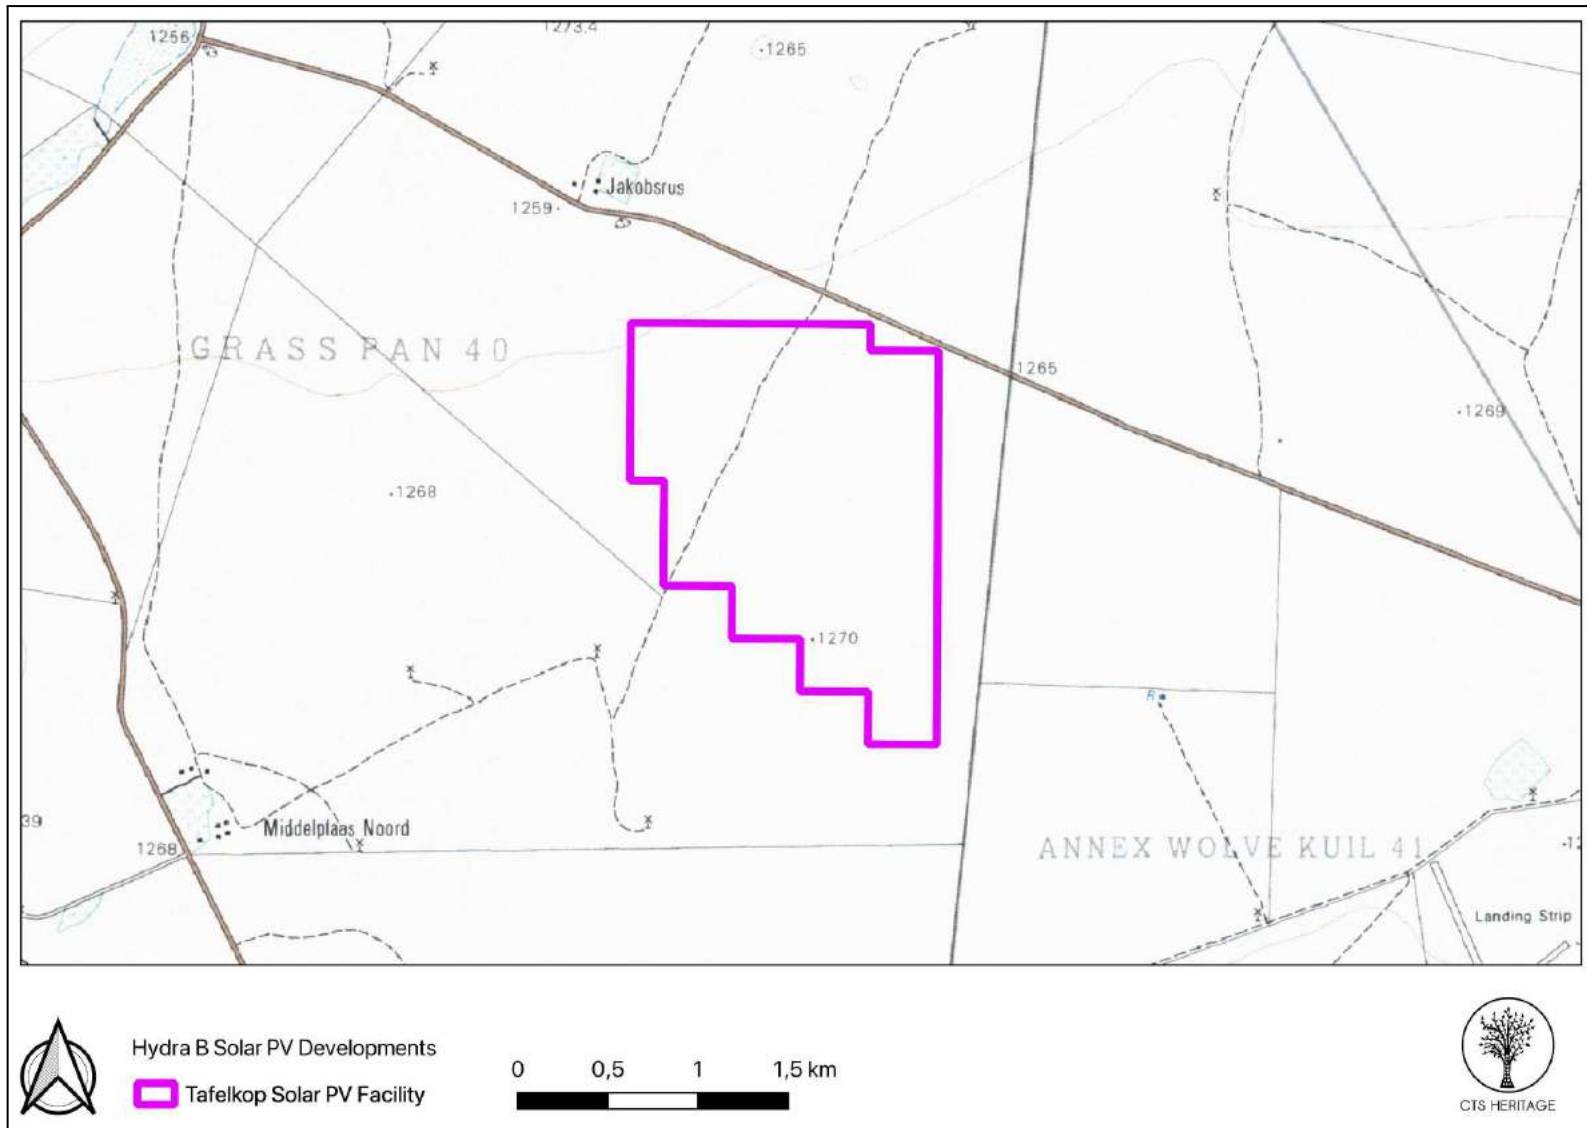 1273.4
1256
1265
Jakobsrus
1259
GRASS PAN 40
1265
1269
1268
1270
R
39
Middelplaas Noord
1268
ANNEX WOLVE KUIL 41
Landing Strip
Hydra B Solar PV Developments
Tafelkop Solar PV Facility
0 0,5 1 1,5 km
CTS HERITAGE